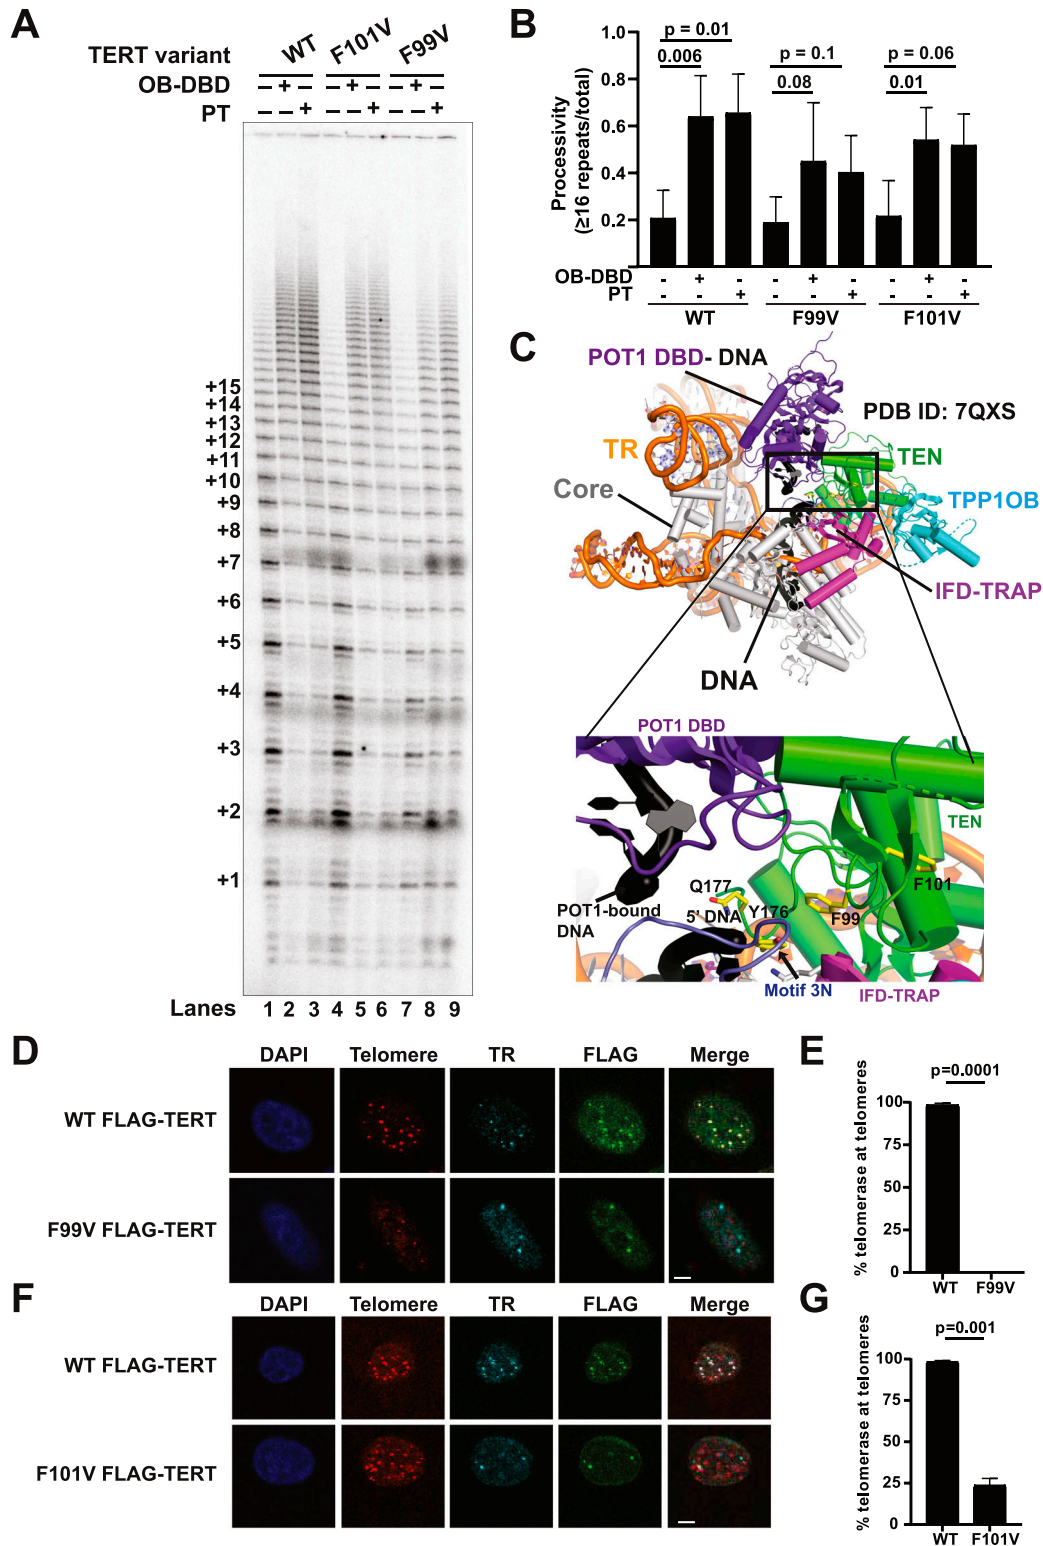 A
TERT variant WT F101V F99V
OB-DBD - + - - + - - + -
PT - - + - - + - - +
+15
+14
+13
+12
+11
+10
+9
+8
+7
+6
+5
+4
+3
+2
+1
Lanes 1 2 3 4 5 6 7 8 9
B
Processivity
(≥16 repeats/total)
1.0
0.8
0.6
0.4
0.2
p = 0.01
0.006
p = 0.1
0.08
p = 0.06
0.01
OB-DBD - + - - + - - + -
PT - - + - - + - - +
WT F99V F101V
C
POT1 DBD- DNA
PDB ID: 7QXS
TR
TEN
Core
TPP1OB
IFD-TRAP
DNA
POT1 DBD
TEN
F101
Q177
5' DNA
Y176
F99
POT1-bound
DNA
Motif 3N
IFD-TRAP
D
DAPI Telomere TR FLAG Merge
WT FLAG-TERT
F99V FLAG-TERT
E
p=0.0001
% telomerase at telomeres
100
75
50
25
0
WT F99V
F
DAPI Telomere TR FLAG Merge
WT FLAG-TERT
F101V FLAG-TERT
G
p=0.001
% telomerase at telomeres
100
75
50
25
0
WT F101V